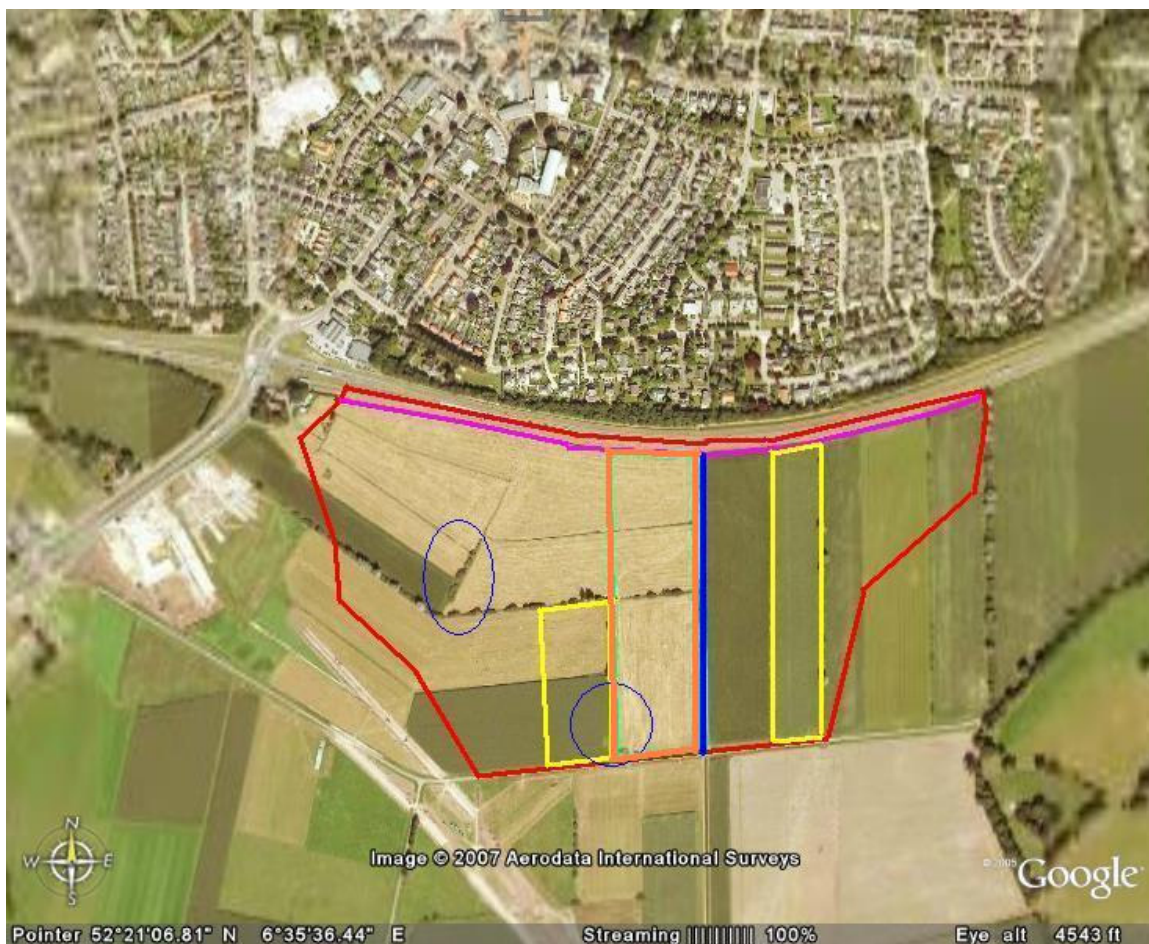 N
W E
S
Image © 2007 Aerodata International Surveys
© 2005 Google
Pointer 52°21'06.81" N 6°35'36.44" E Streaming |||||||||| 100% Eye alt 4543 ft